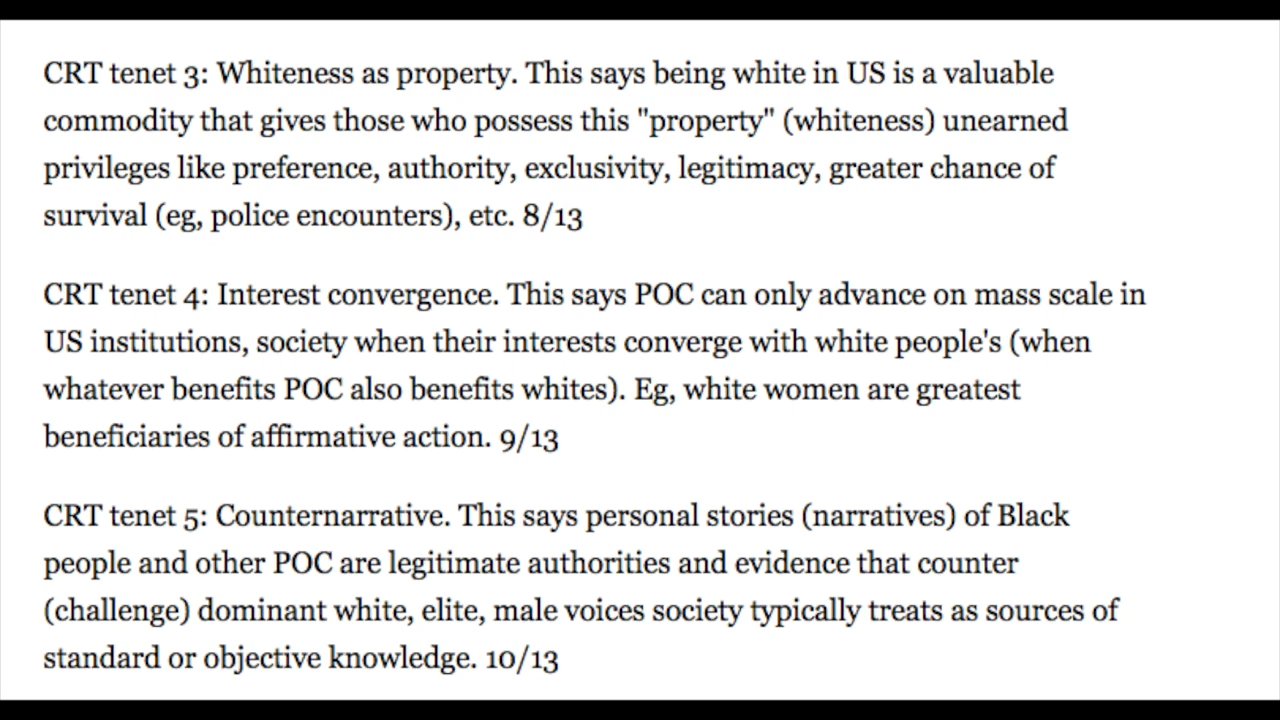 CRT tenet 3: Whiteness as property. This says being white in US is a valuable
commodity that gives those who possess this "property" (whiteness) unearned
privileges like preference, authority, exclusivity, legitimacy, greater chance of
survival (eg, police encounters), etc. 8/13
CRT tenet 4: Interest convergence. This says POC can only advance on mass scale in
US institutions, society when their interests converge with white people's (when
whatever benefits POC also benefits whites). Eg, white women are greatest
beneficiaries of affirmative action. 9/13
CRT tenet 5: Counternarrative. This says personal stories (narratives) of Black
people and other POC are legitimate authorities and evidence that counter
(challenge) dominant white, elite, male voices society typically treats as sources of
standard or objective knowledge. 10/13